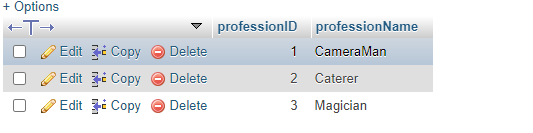 + Options
←T→ professionID professionName
Edit Copy Delete 1 CameraMan
Edit Copy Delete 2 Caterer
Edit Copy Delete 3 Magician